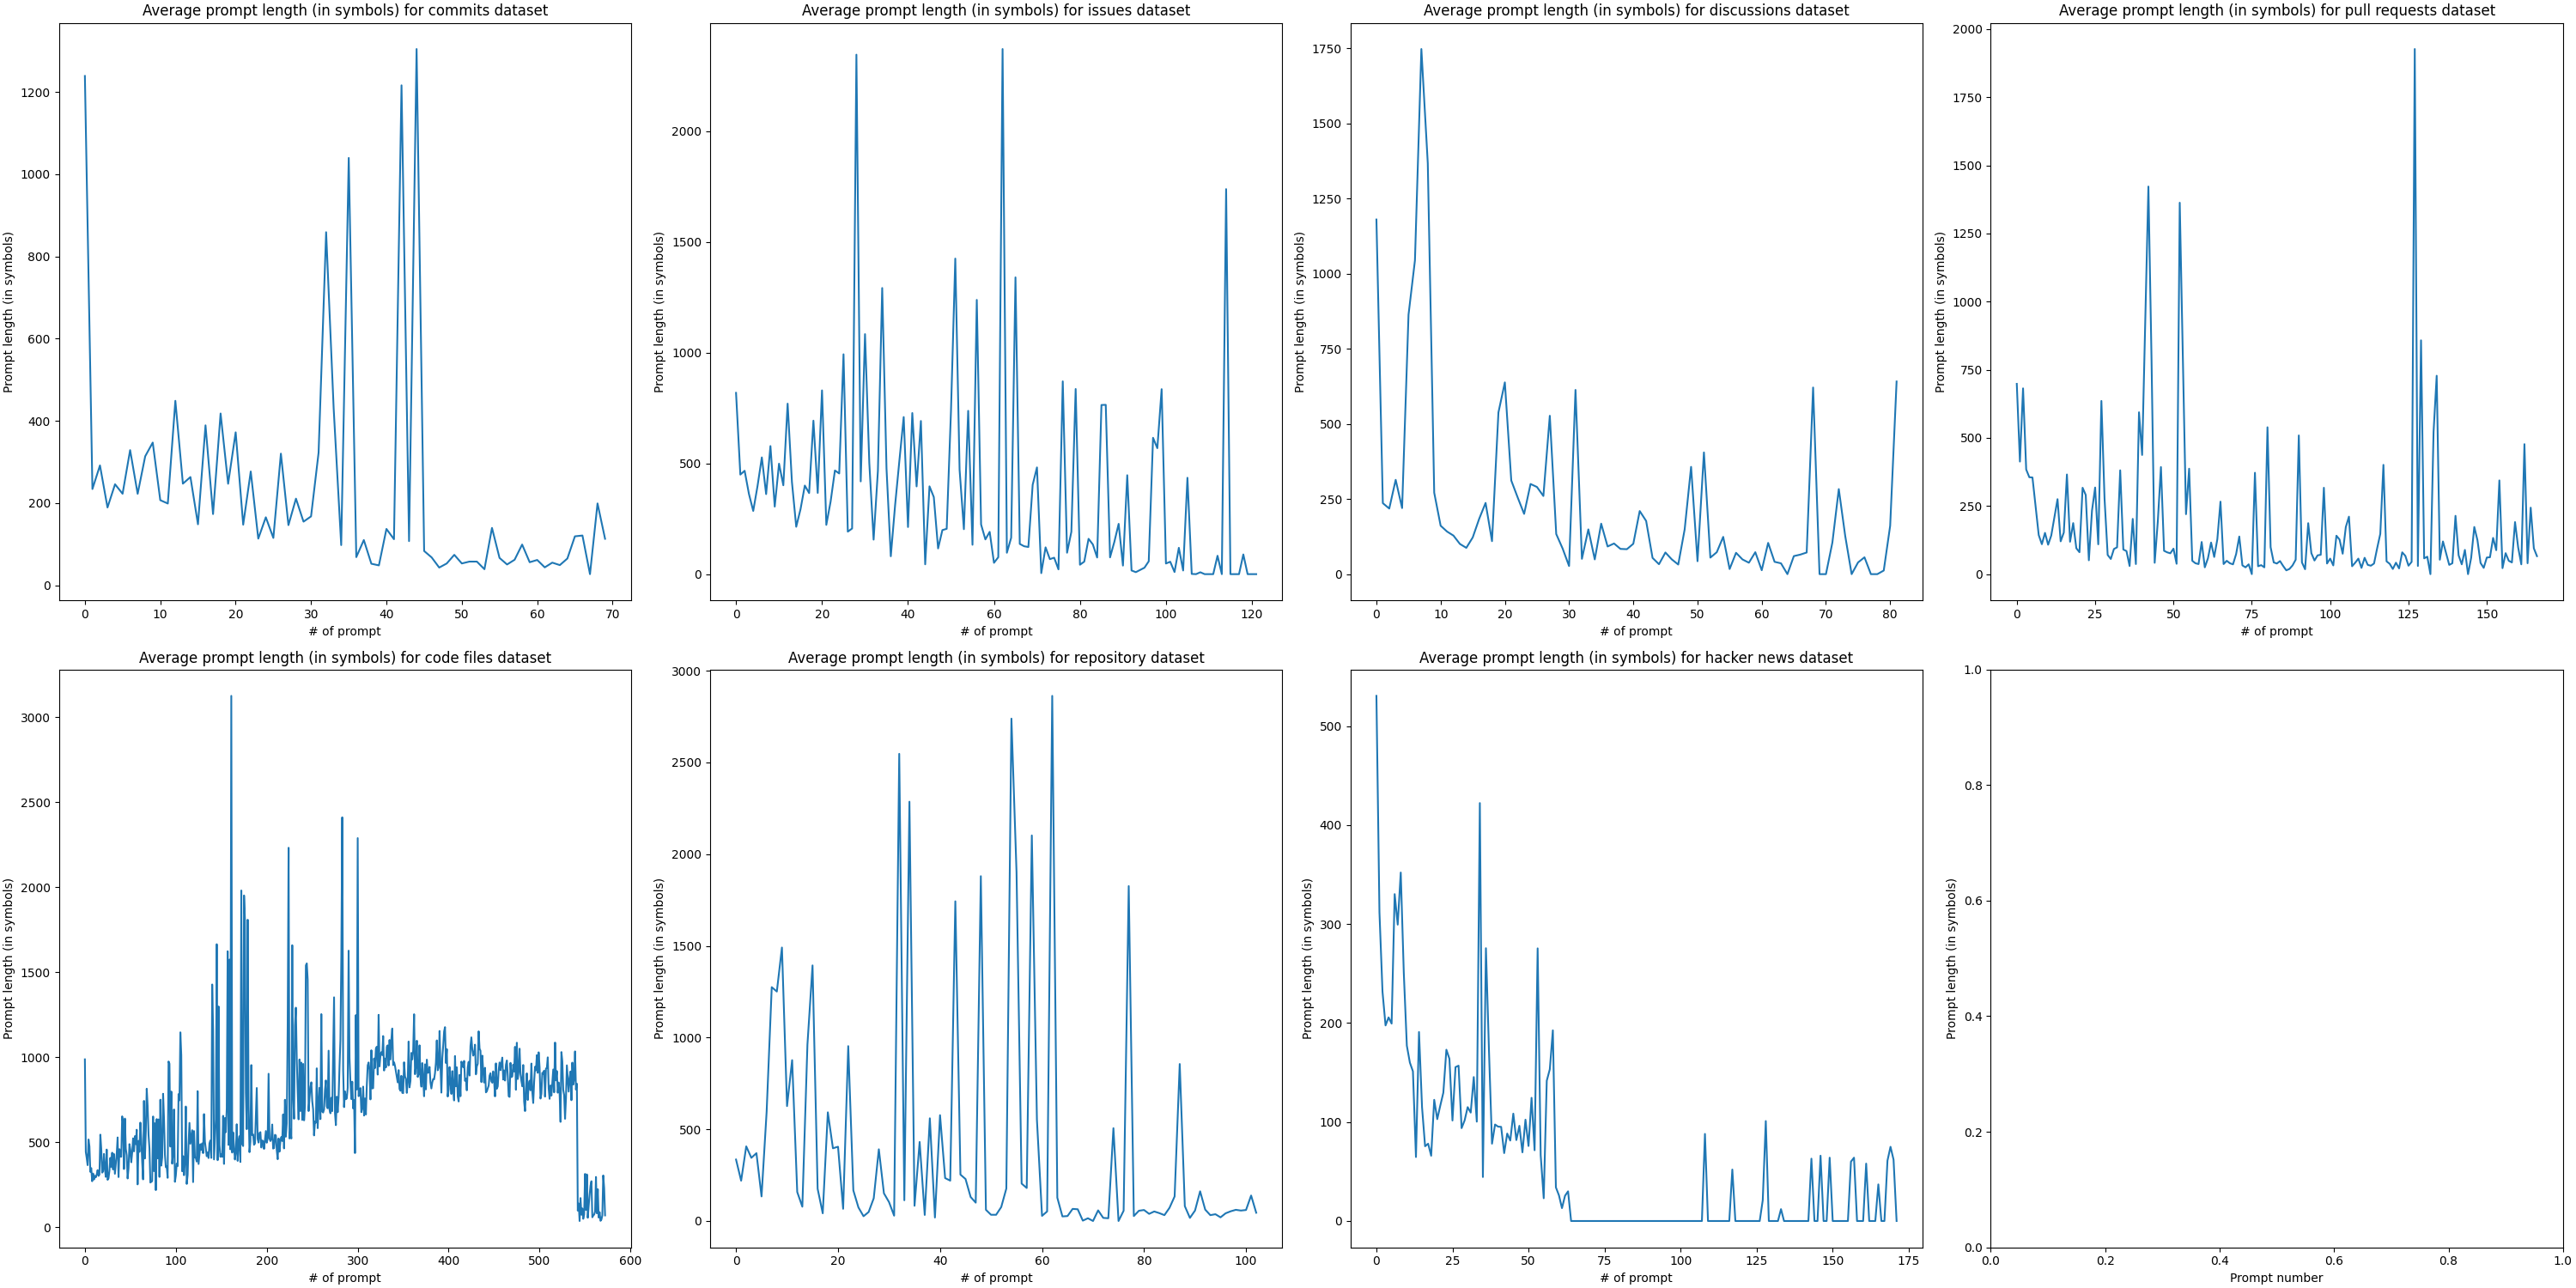 Average prompt length (in symbols) for commits dataset
Prompt length (in symbols)
1200
1000
800
600
400
200
0
0 10 20 30 40 50 60 70
# of prompt
Average prompt length (in symbols) for issues dataset
Prompt length (in symbols)
2000
1500
1000
500
0
0 20 40 60 80 100 120
# of prompt
Average prompt length (in symbols) for discussions dataset
Prompt length (in symbols)
1750
1500
1250
1000
750
500
250
0
0 10 20 30 40 50 60 70 80
# of prompt
Average prompt length (in symbols) for pull requests dataset
Prompt length (in symbols)
2000
1750
1500
1250
1000
750
500
250
0
0 25 50 75 100 125 150
# of prompt
Average prompt length (in symbols) for code files dataset
Prompt length (in symbols)
3000
2500
2000
1500
1000
500
0
0 100 200 300 400 500 600
# of prompt
Average prompt length (in symbols) for repository dataset
Prompt length (in symbols)
3000
2500
2000
1500
1000
500
0
0 20 40 60 80 100
# of prompt
Average prompt length (in symbols) for hacker news dataset
Prompt length (in symbols)
500
400
300
200
100
0
0 25 50 75 100 125 150 175
# of prompt
Prompt length (in symbols)
1.0
0.8
0.6
0.4
0.2
0.0
0.0 0.2 0.4 0.6 0.8 1.0
Prompt number